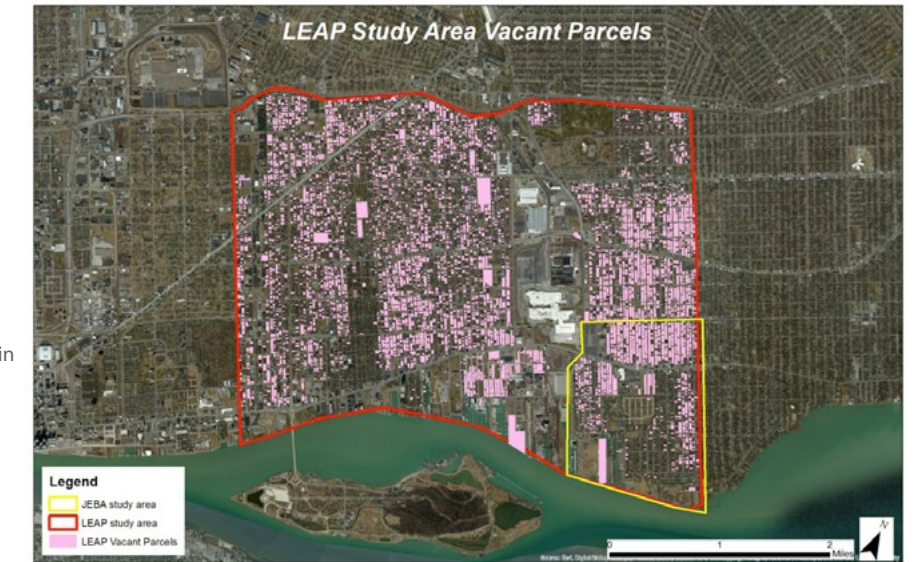 LEAP Study Area Vacant Parcels
in
Legend
JEBA study area
LEAP study area
LEAP Vacant Parcels
N
0 1 2
Miles